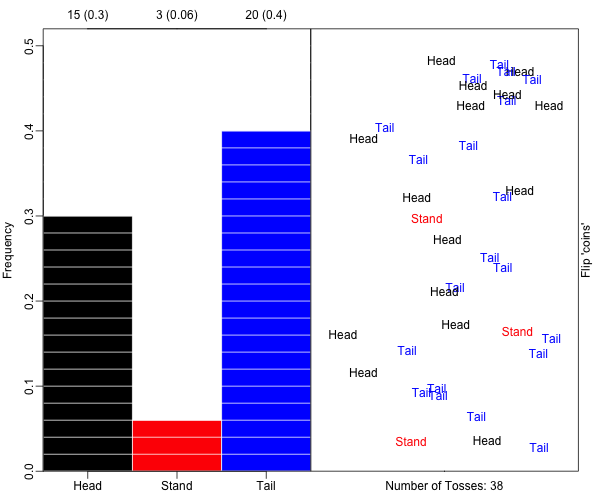 15 (0.3) 3 (0.06) 20 (0.4)
0.5
0.4
0.3
0.2
0.1
0.0
Frequency
Head Stand Tail
Head
Tail
Tail
Head
Tail
Tail
Head
Head
Tail
Head
Head
Tail
Head
Tail
Tail
Head
Tail
Head
Stand
Head
Tail
Tail
Tail
Head
Head
Stand
Head
Tail
Tail
Tail
Head
Tail
Tail
Tail
Tail
Stand
Head
Tail
Flip 'coins'
Number of Tosses: 38